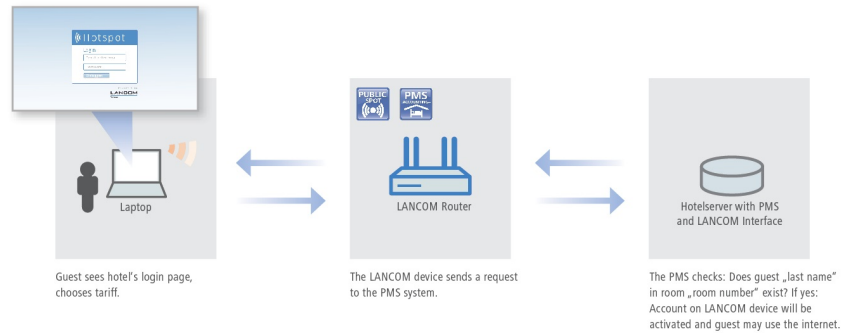 Hotspot
Login
LANCOM
PUBLIC
SPOT
PMS
ACCOUNTING
Laptop
LANCOM Router
Hotelserver with PMS
and LANCOM Interface
Guest sees hotel's login page,
chooses tariff.
The LANCOM device sends a request
to the PMS system.
The PMS checks: Does guest „last name"
in room „room number" exist? If yes:
Account on LANCOM device will be
activated and guest may use the internet.